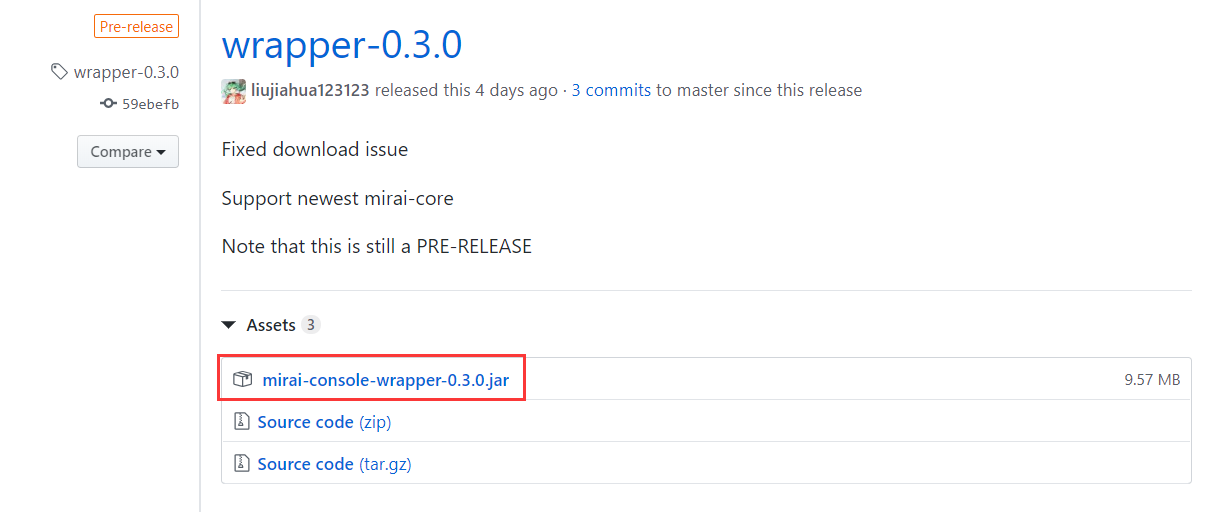 Pre-release
wrapper-0.3.0
59ebefb
Compare
wrapper-0.3.0
liujiahua123123 released this 4 days ago · 3 commits to master since this release
Fixed download issue
Support newest mirai-core
Note that this is still a PRE-RELEASE
Assets 3
mirai-console-wrapper-0.3.0.jar 9.57 MB
Source code (zip)
Source code (tar.gz)